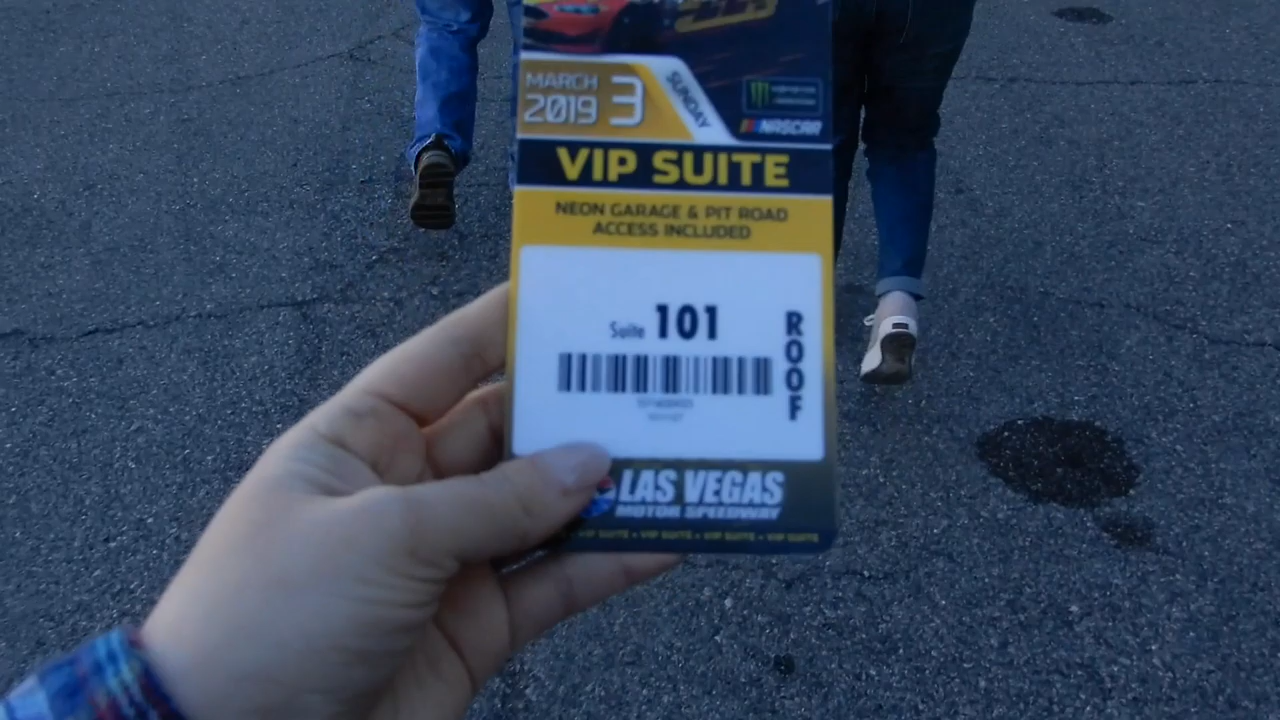 MARCH
2019 3
SUNDAY
NASCAR
VIP SUITE
NEON GARAGE & PIT ROAD
ACCESS INCLUDED
Suite 101
ROOF
LAS VEGAS
MOTOR SPEEDWAY
VIP SUITE • VIP SUITE • VIP SUITE • VIP SUITE